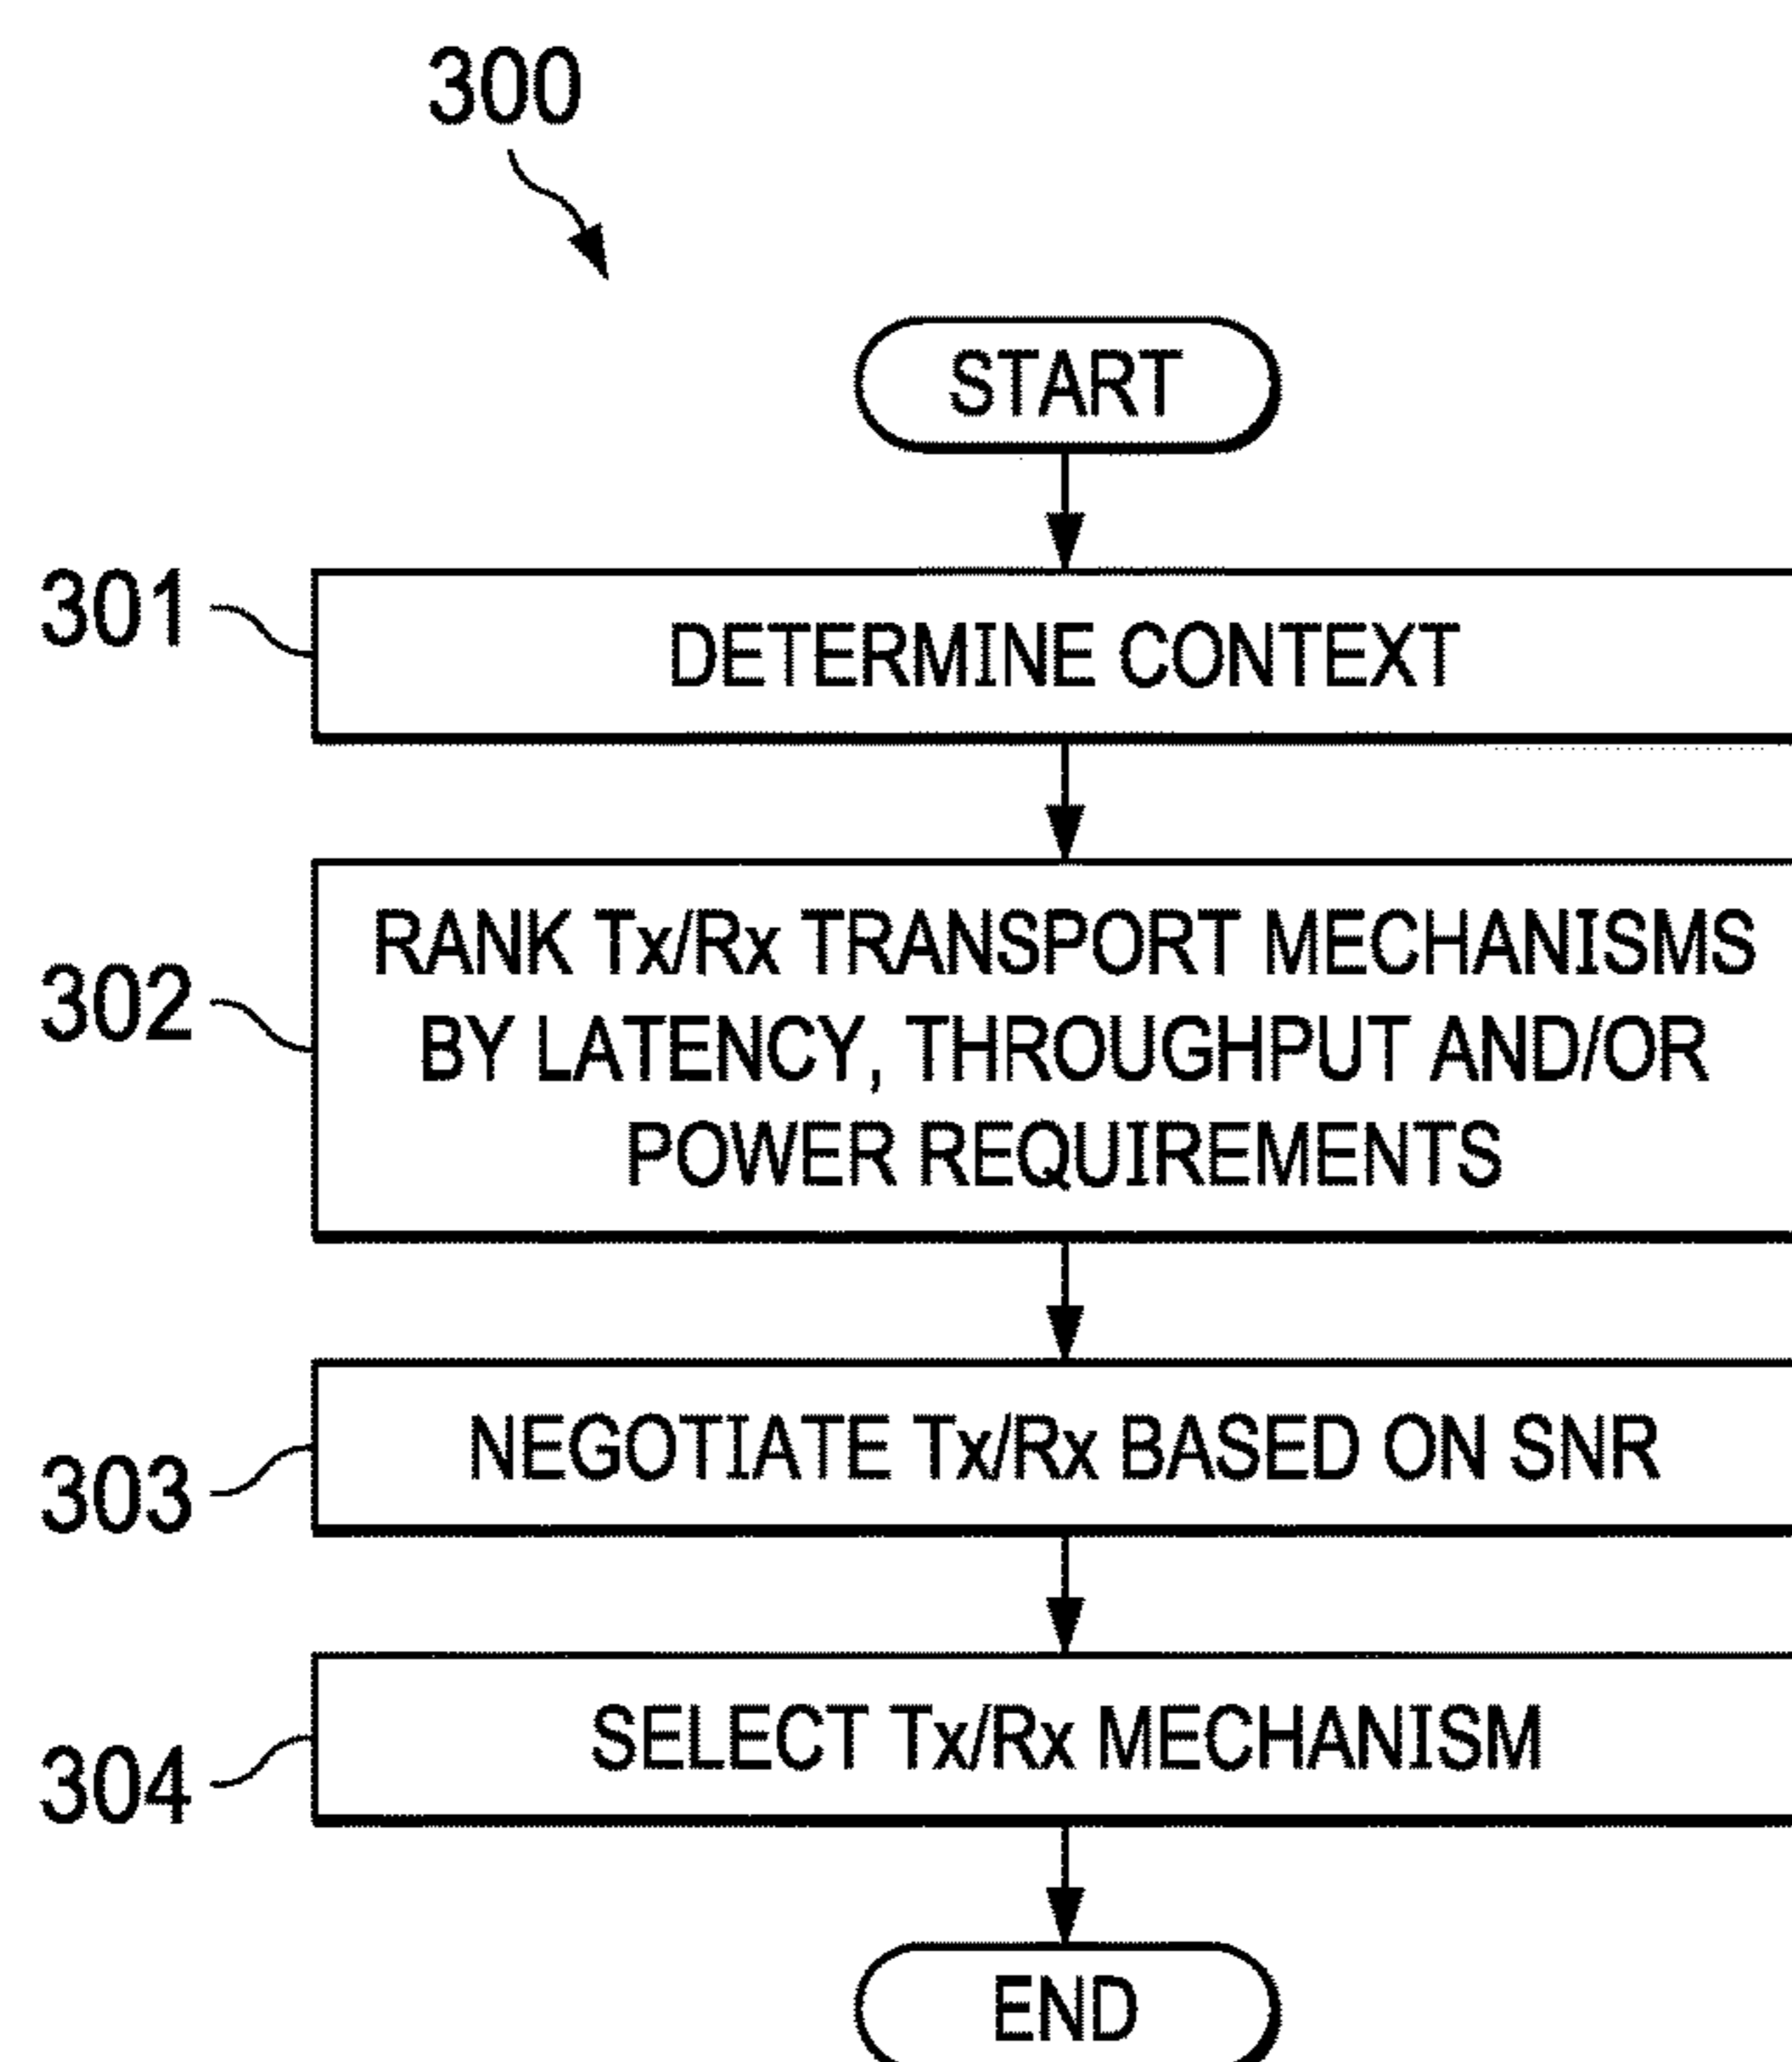 300
START
301
DETERMINE CONTEXT
302
RANK Tx/Rx TRANSPORT MECHANISMS
BY LATENCY, THROUGHPUT AND/OR
POWER REQUIREMENTS
303
NEGOTIATE Tx/Rx BASED ON SNR
304
SELECT Tx/Rx MECHANISM
END